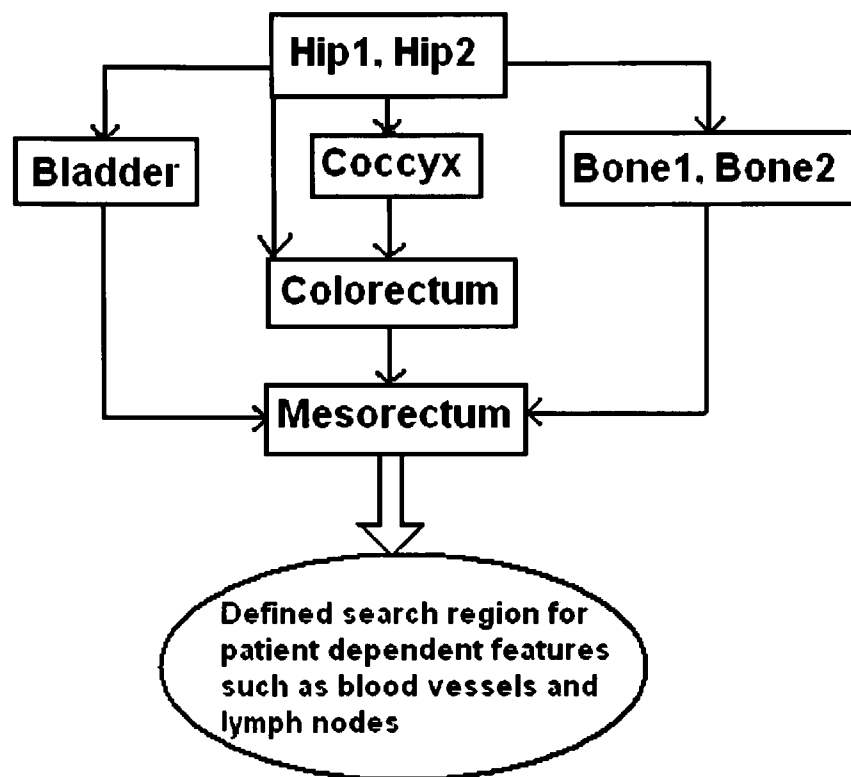 Hip1, Hip2
Bladder
Coccyx
Bone1, Bone2
Colorectum
Mesorectum
Defined search region for
patient dependent features
such as blood vessels and
lymph nodes